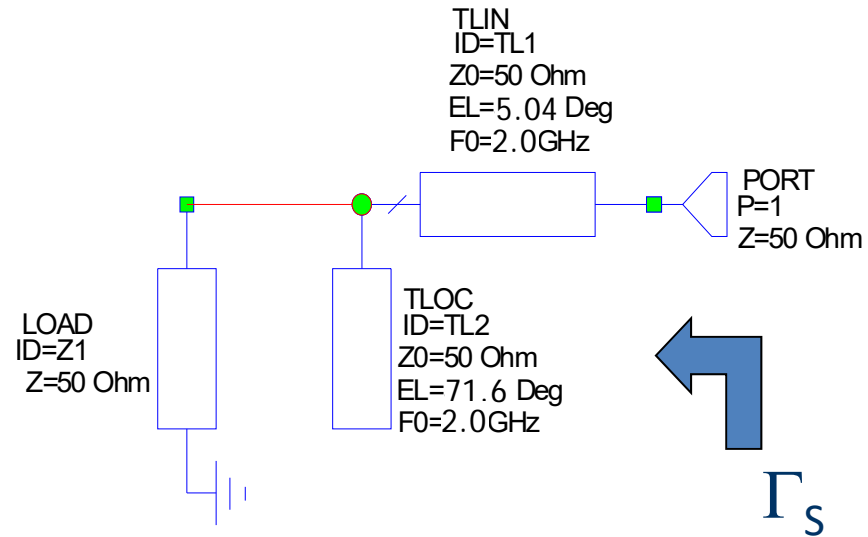 TLIN
ID=TL1
Z0=50 Ohm
EL=5.04 Deg
F0=2.0GHz
PORT
P=1
Z=50 Ohm
LOAD
ID=Z1
Z=50 Ohm
TLOC
ID=TL2
Z0=50 Ohm
EL=71.6 Deg
F0=2.0GHz
ΓS